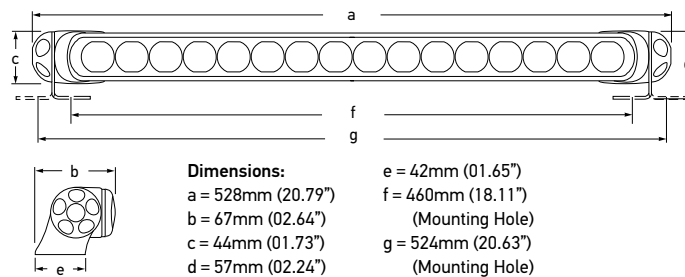 a
c
d
f
g
b
e
Dimensions:
a = 528mm (20.79”)
b = 67mm (02.64”)
c = 44mm (01.73”)
d = 57mm (02.24”)
e = 42mm (01.65”)
f = 460mm (18.11”)
(Mounting Hole)
g = 524mm (20.63”)
(Mounting Hole)